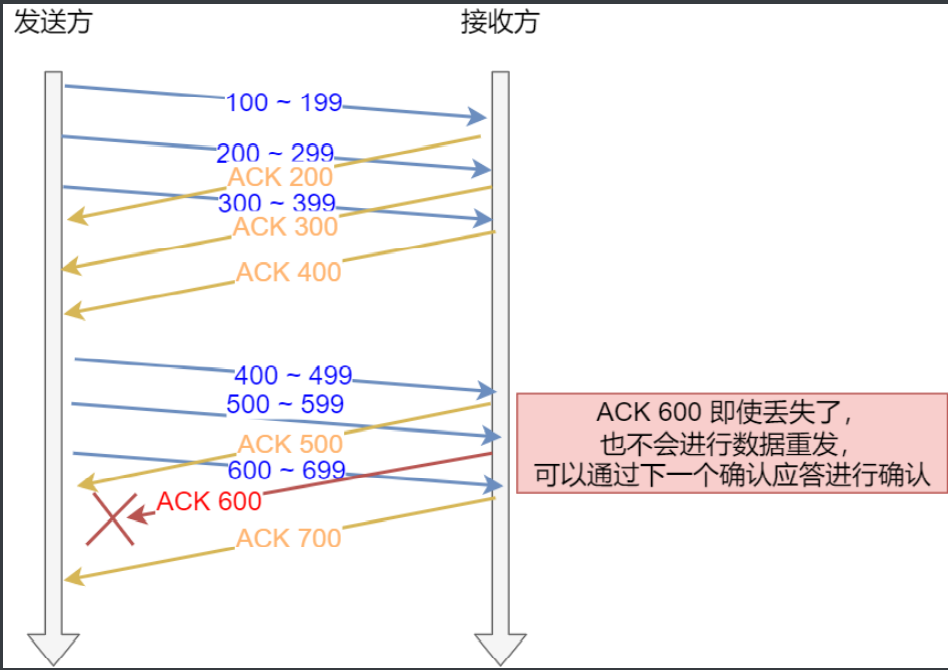 发送方
接收方
100 ~ 199
200 ~ 299
ACK 200
300 ~ 399
ACK 300
ACK 400
400 ~ 499
500 ~ 599
ACK 500
600 ~ 699
ACK 600
ACK 700
ACK 600 即使丢失了，
也不会进行数据重发，
可以通过下一个确认应答进行确认